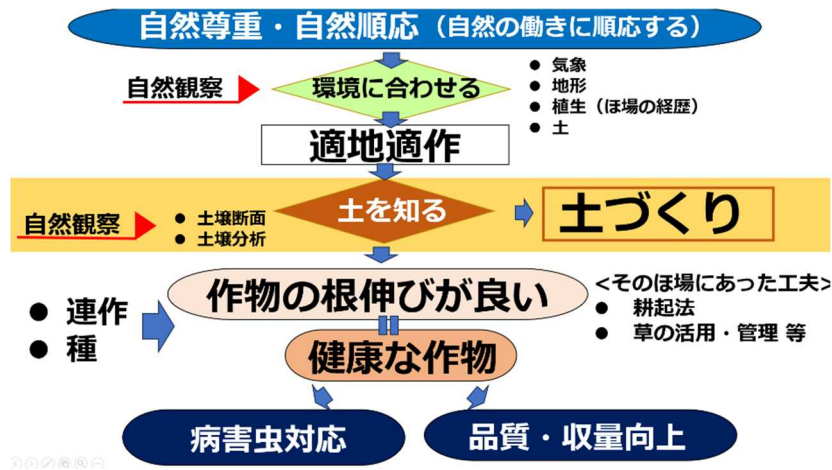 自然尊重・自然順応（自然の働きに順応する）
自然観察
環境に合わせる
● 気象
● 地形
● 植生（ほ場の経歴）
● 土
適地適作
自然観察
● 土壌断面
● 土壌分析
土を知る
土づくり
● 連作
● 種
作物の根伸びが良い
<そのほ場にあった工夫>
● 耕起法
● 草の活用・管理 等
健康な作物
病害虫対応
品質・収量向上